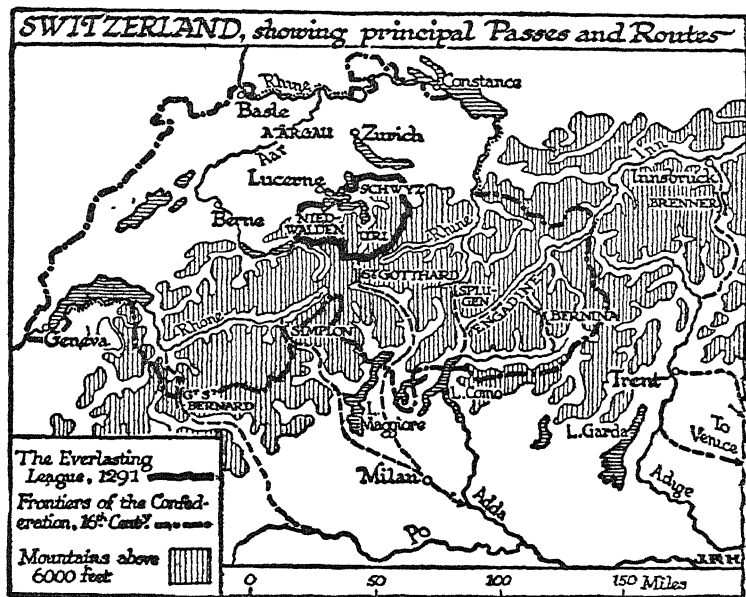 SWITZERLAND, showing principal Passes and Routes
Rhine
Constance
Basle
AARGAU
Zurich
Aar
Inn
Lucerne
SCHWYZ
Innsbruck
BRENNER
Berne
NIED-
WALDEN
URI
Rhine
St GOTTHARD
SPLU-
GEN
ENGADINE
BERNINA
Rhone
SIMPLON
Geneva
Gt St
BERNARD
L. Como
Trent
L.
Maggiore
L. Garda
To
Venice
Milan
Adda
Adige
Po
The Everlasting
League, 1291
Frontiers of the Confed-
eration, 16th Centy.
Mountains above
6000 feet
J.F.H.
0 50 100 150 Miles